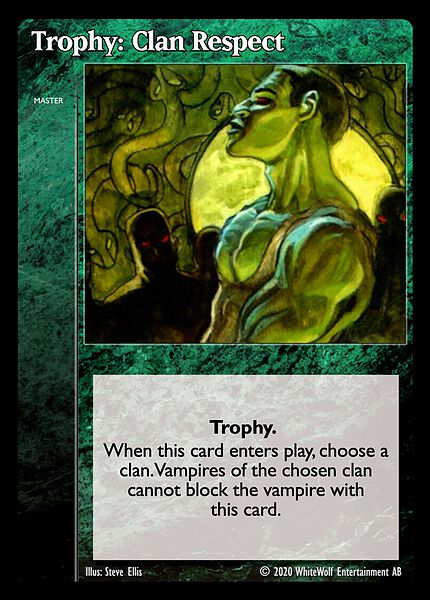 Trophy: Clan Respect
MASTER
Trophy.
When this card enters play, choose a
clan. Vampires of the chosen clan
cannot block the vampire with
this card.
Illus: Steve Ellis
© 2020 WhiteWolf Entertainment AB